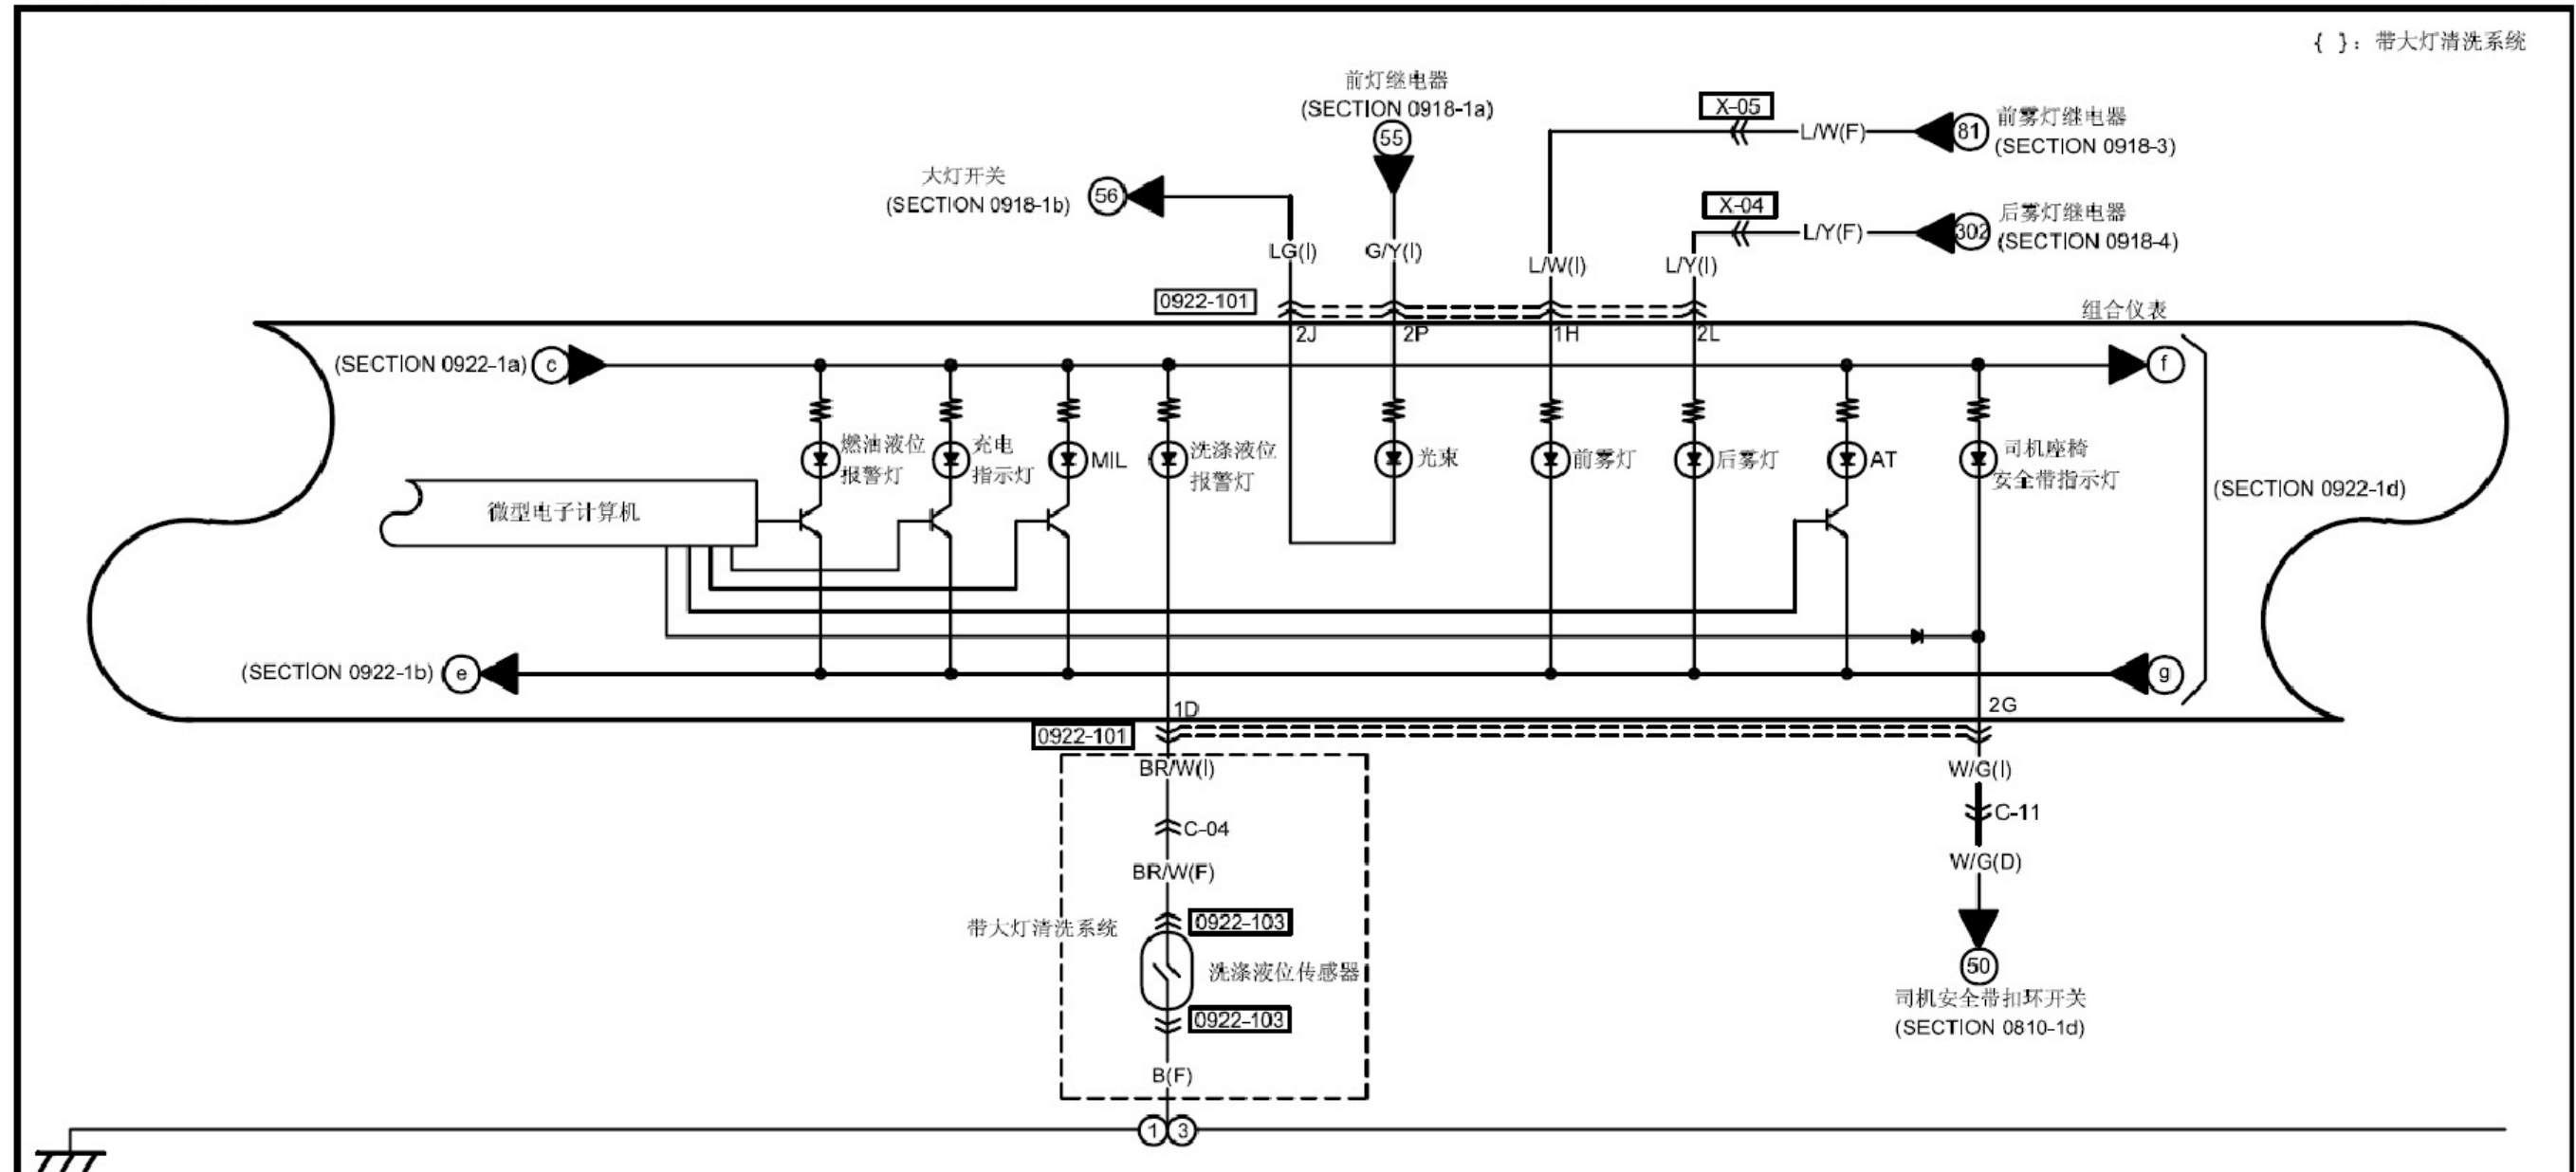 { }: 带大灯清洗系统
前灯继电器
(SECTION 0918-1a)
55
X-05
L/W(F)
81
前雾灯继电器
(SECTION 0918-3)
大灯开关
(SECTION 0918-1b)
56
X-04
L/Y(F)
302
后雾灯继电器
(SECTION 0918-4)
LG(I)
G/Y(I)
L/W(I)
L/Y(I)
0922-101
组合仪表
2J
2P
1H
2L
(SECTION 0922-1a)
c
f
燃油液位
报警灯
充电
指示灯
MIL
洗涤液位
报警灯
光束
前雾灯
后雾灯
AT
司机座椅
安全带指示灯
(SECTION 0922-1d)
微型电子计算机
(SECTION 0922-1b)
e
g
1D
2G
0922-101
BR/W(I)
W/G(I)
C-04
C-11
BR/W(F)
W/G(D)
带大灯清洗系统
0922-103
洗涤液位传感器
0922-103
50
司机安全带扣环开关
(SECTION 0810-1d)
B(F)
1
3